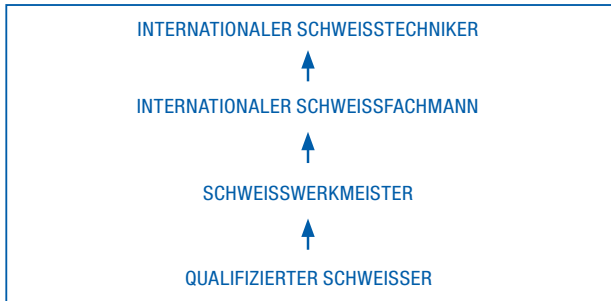 INTERNATIONALER SCHWEISSTECHNIKER
INTERNATIONALER SCHWEISSFACHMANN
SCHWEISSWERKMEISTER
QUALIFIZIERTER SCHWEISSER